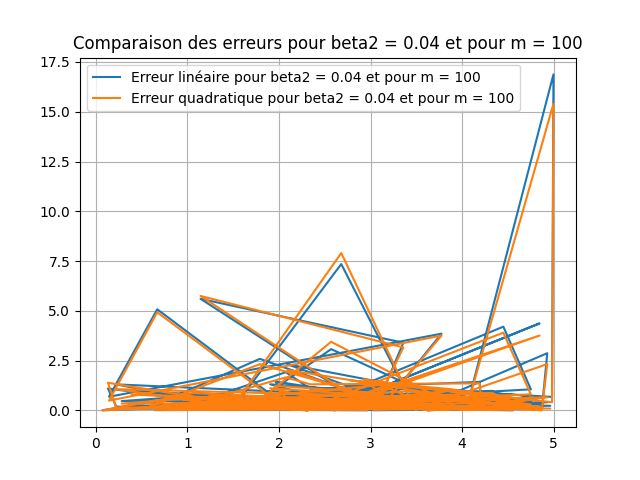 Comparaison des erreurs pour beta2 = 0.04 et pour m = 100
17.5
Erreur linéaire pour beta2 = 0.04 et pour m = 100
Erreur quadratique pour beta2 = 0.04 et pour m = 100
15.0
12.5
10.0
7.5
5.0
2.5
0.0
0 1 2 3 4 5